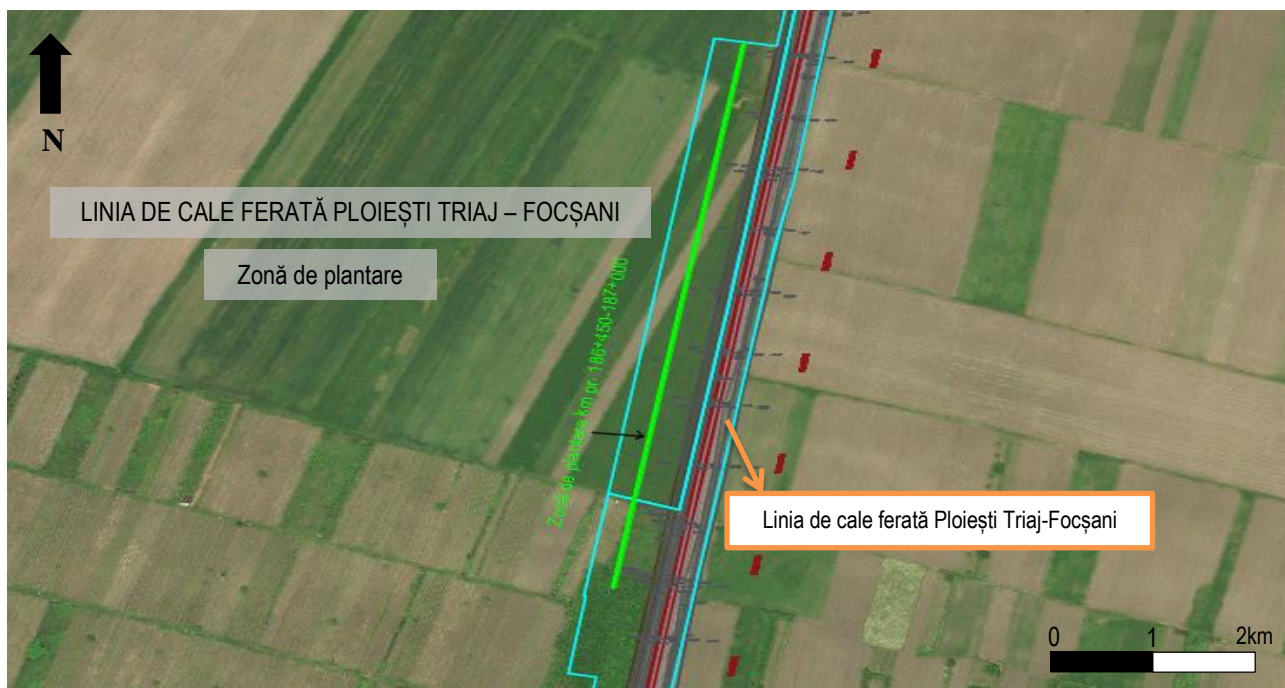 N
LINIA DE CALE FERATĂ PLOIEȘTI TRIAJ – FOCȘANI
Zonă de plantare
Zonă de plantare km pr. 186+450-187+000
Linia de cale ferată Ploiești Triaj-Focșani
0 1 2km